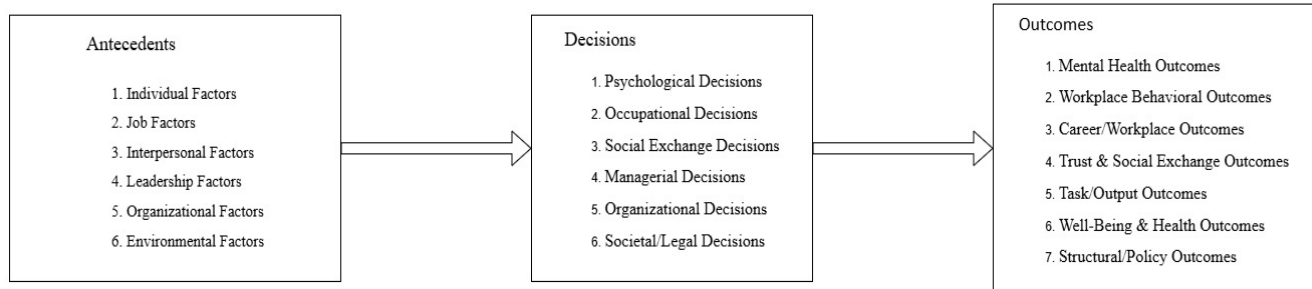 Antecedents
1. Individual Factors
2. Job Factors
3. Interpersonal Factors
4. Leadership Factors
5. Organizational Factors
6. Environmental Factors
Decisions
1. Psychological Decisions
2. Occupational Decisions
3. Social Exchange Decisions
4. Managerial Decisions
5. Organizational Decisions
6. Societal/Legal Decisions
Outcomes
1. Mental Health Outcomes
2. Workplace Behavioral Outcomes
3. Career/Workplace Outcomes
4. Trust & Social Exchange Outcomes
5. Task/Output Outcomes
6. Well-Being & Health Outcomes
7. Structural/Policy Outcomes